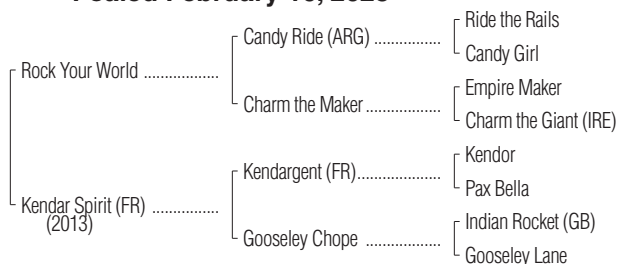 Foaled February
Ride the Rails
Candy Ride (ARG) ................
Candy Girl
Rock Your World ..................
Empire Maker
Charm the Maker ..................
Charm the Giant (IRE)
Kendor
Kendargent (FR)...................
Pax Bella
Kendar Spirit (FR) ................
(2013)
Indian Rocket (GB)
Gooseley Chope ..................
Gooseley Lane